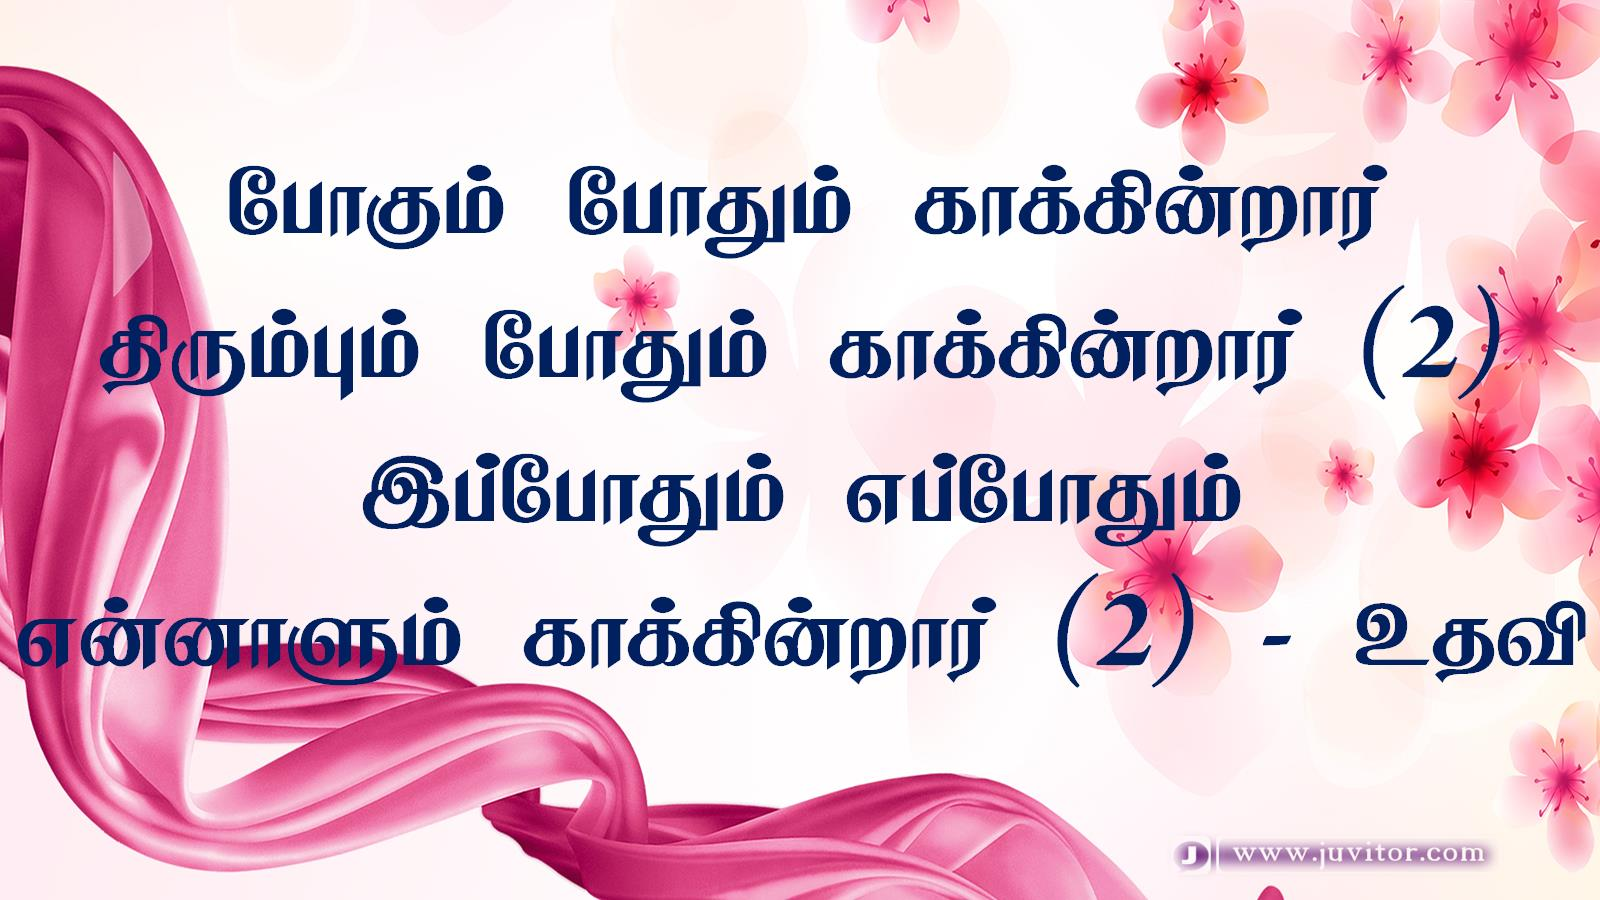 போகும் போதும் காக்கின்றார்
திரும்பும் போதும் காக்கின்றார் (2)
இப்போதும் எப்போதும்
என்னாளும் காக்கின்றார் (2) - உதவி
J www.juvitor.com